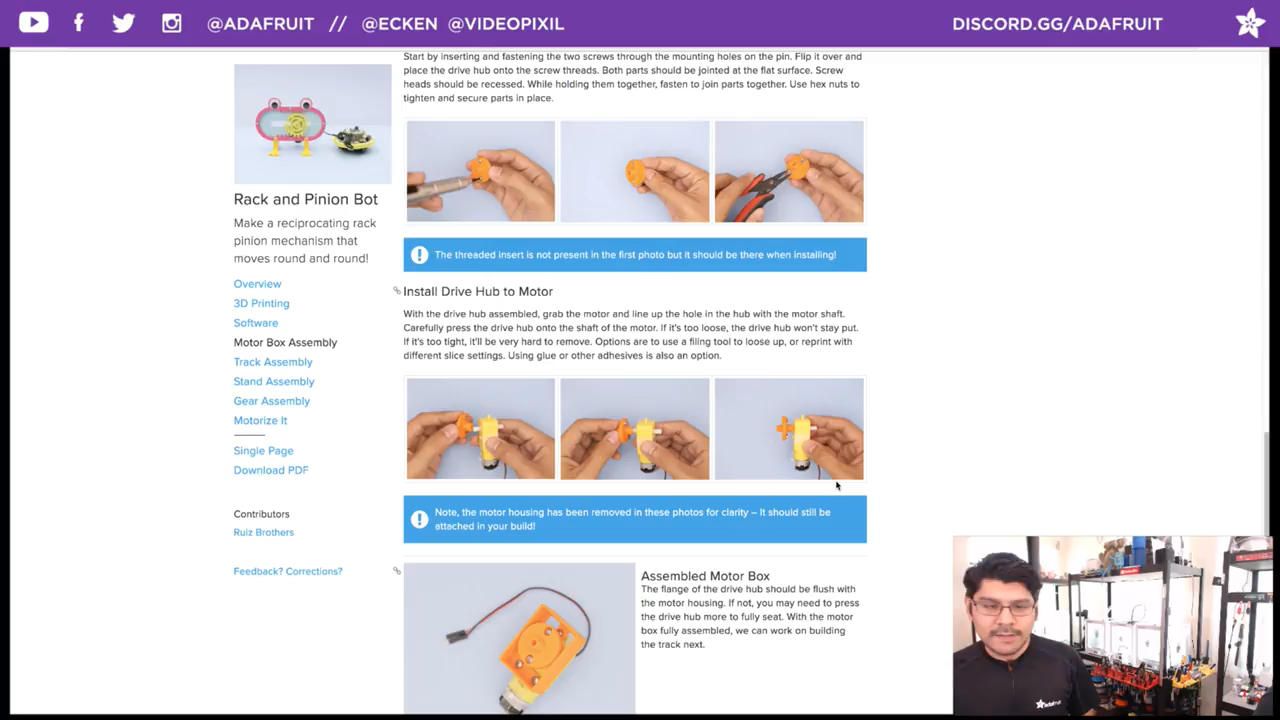 @ADAFRUIT // @ECKEN @VIDEOPIXIL
DISCORD.GG/ADAFRUIT
Rack and Pinion Bot
Make a reciprocating rack
pinion mechanism that
moves round and round!
Overview
3D Printing
Software
Motor Box Assembly
Track Assembly
Stand Assembly
Gear Assembly
Motorize It
Single Page
Download PDF
Contributors
Ruiz Brothers
Feedback? Corrections?
Start by inserting and fastening the two screws through the mounting holes on the pin. Flip it over and
place the drive hub onto the screw threads. Both parts should be jointed at the flat surface. Screw
heads should be recessed. While holding them together, fasten to join parts together. Use hex nuts to
tighten and secure parts in place.
The threaded insert is not present in the first photo but it should be there when installing!
Install Drive Hub to Motor
With the drive hub assembled, grab the motor and line up the hole in the hub with the motor shaft.
Carefully press the drive hub onto the shaft of the motor. If it's too loose, the drive hub won't stay put.
If it's too tight, it'll be very hard to remove. Options are to use a filing tool to loose up, or reprint with
different slice settings. Using glue or other adhesives is also an option.
Note, the motor housing has been removed in these photos for clarity – It should still be
attached in your build!
Assembled Motor Box
The flange of the drive hub should be flush with
the motor housing. If not, you may need to press
the drive hub more to fully seat. With the motor
box fully assembled, we can work on building
the track next.